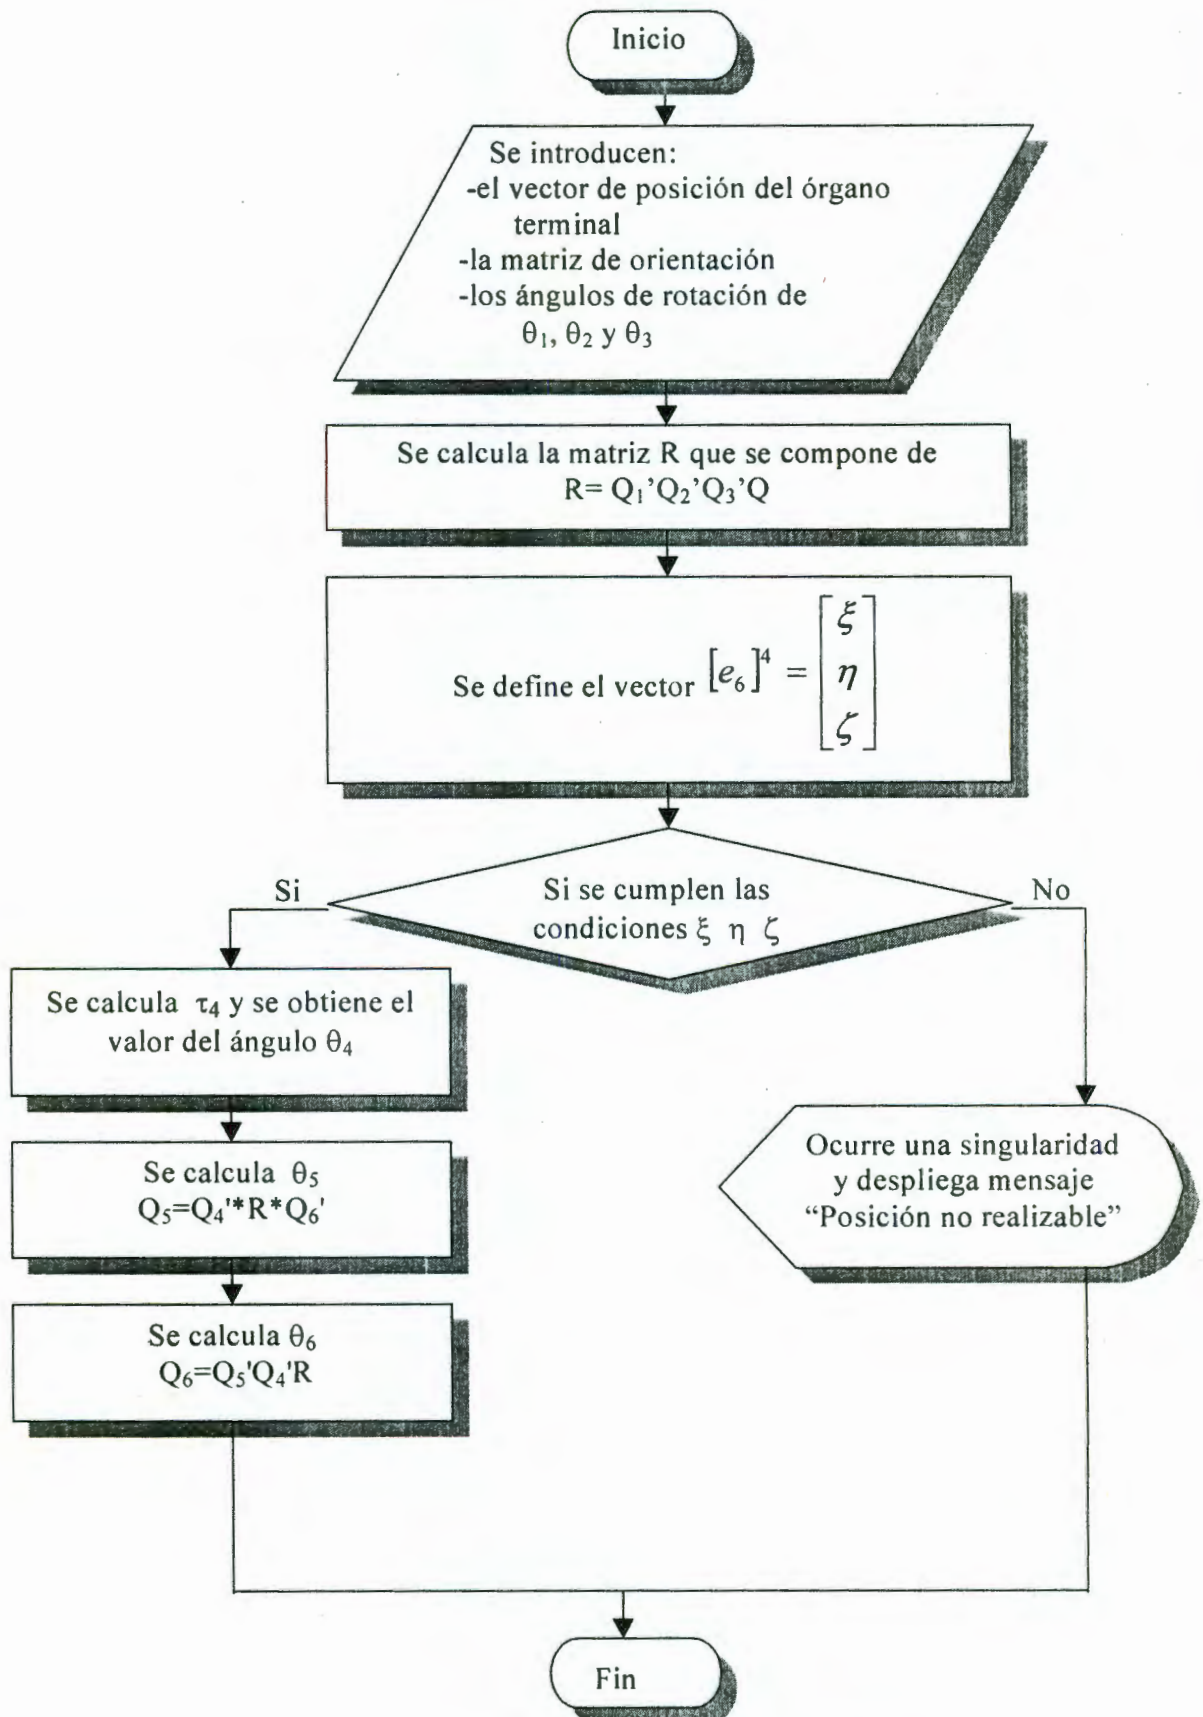 Inicio
Se introducen:
-el vector de posición del órgano
terminal
-la matriz de orientación
-los ángulos de rotación de
θ₁, θ₂ y θ₃
Se calcula la matriz R que se compone de
R= Q₁’Q₂’Q₃’Q
Se define el vector [e₆]⁴ = [ξ η ζ]
Si se cumplen las
condiciones ξ η ζ
Si
No
Se calcula τ₄ y se obtiene el
valor del ángulo θ₄
Se calcula θ₅
Q₅=Q₄'*R*Q₆'
Se calcula θ₆
Q₆=Q₅'Q₄'R
Ocurre una singularidad
y despliega mensaje
“Posición no realizable”
Fin